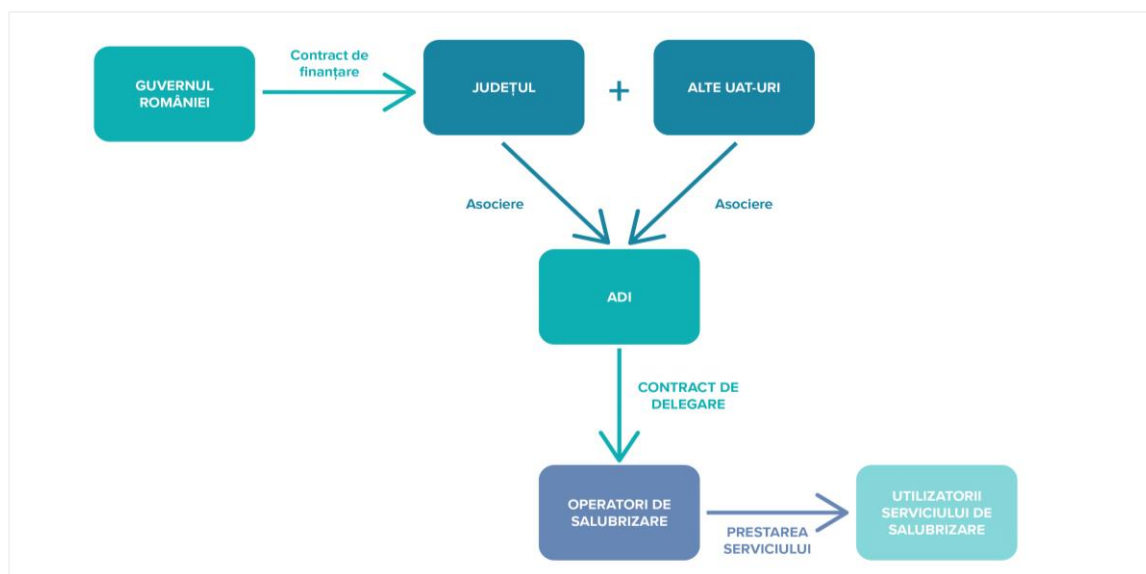 Contract de
finanțare
GUVERNUL
ROMÂNIEI
JUDEȚUL
+
ALTE UAT-URI
Asociere
Asociere
ADI
CONTRACT DE
DELEGARE
OPERATORI DE
SALUBRIZARE
PRESTAREA
SERVICIULUI
UTILIZATORII
SERVICIULUI DE
SALUBRIZARE